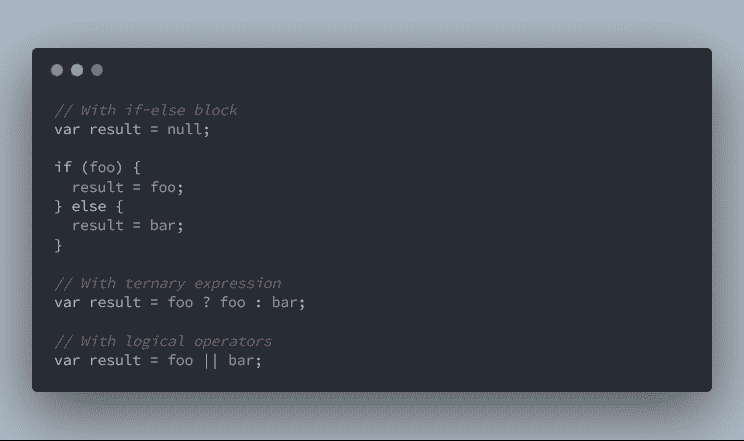 // With if-else block
var result = null;
if (foo) {
  result = foo;
} else {
  result = bar;
}
// With ternary expression
var result = foo ? foo : bar;
// With logical operators
var result = foo || bar;